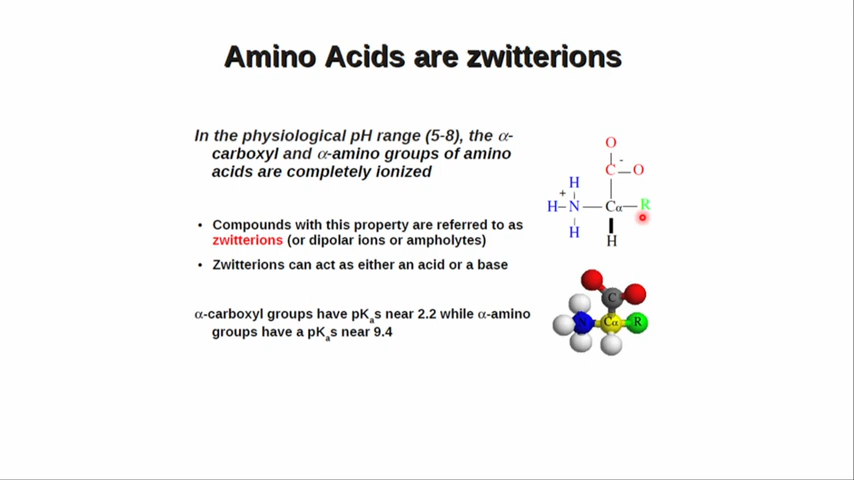 Amino Acids are zwitterions
In the physiological pH range (5-8), the α-
carboxyl and α-amino groups of amino
acids are completely ionized
• Compounds with this property are referred to as
zwitterions (or dipolar ions or ampholytes)
• Zwitterions can act as either an acid or a base
α-carboxyl groups have pKas near 2.2 while α-amino
groups have a pKas near 9.4
O
-
C O
H
+
H N Cα R
H
H
C
N Cα R